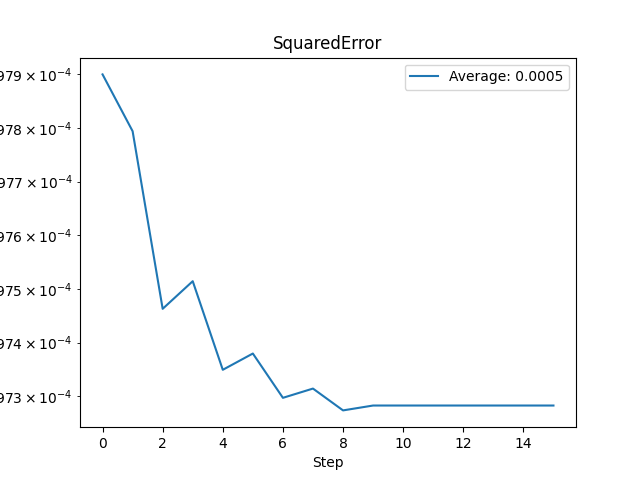 SquaredError
Average: 0.0005
979 × 10⁻⁴
978 × 10⁻⁴
977 × 10⁻⁴
976 × 10⁻⁴
975 × 10⁻⁴
974 × 10⁻⁴
973 × 10⁻⁴
0 2 4 6 8 10 12 14
Step